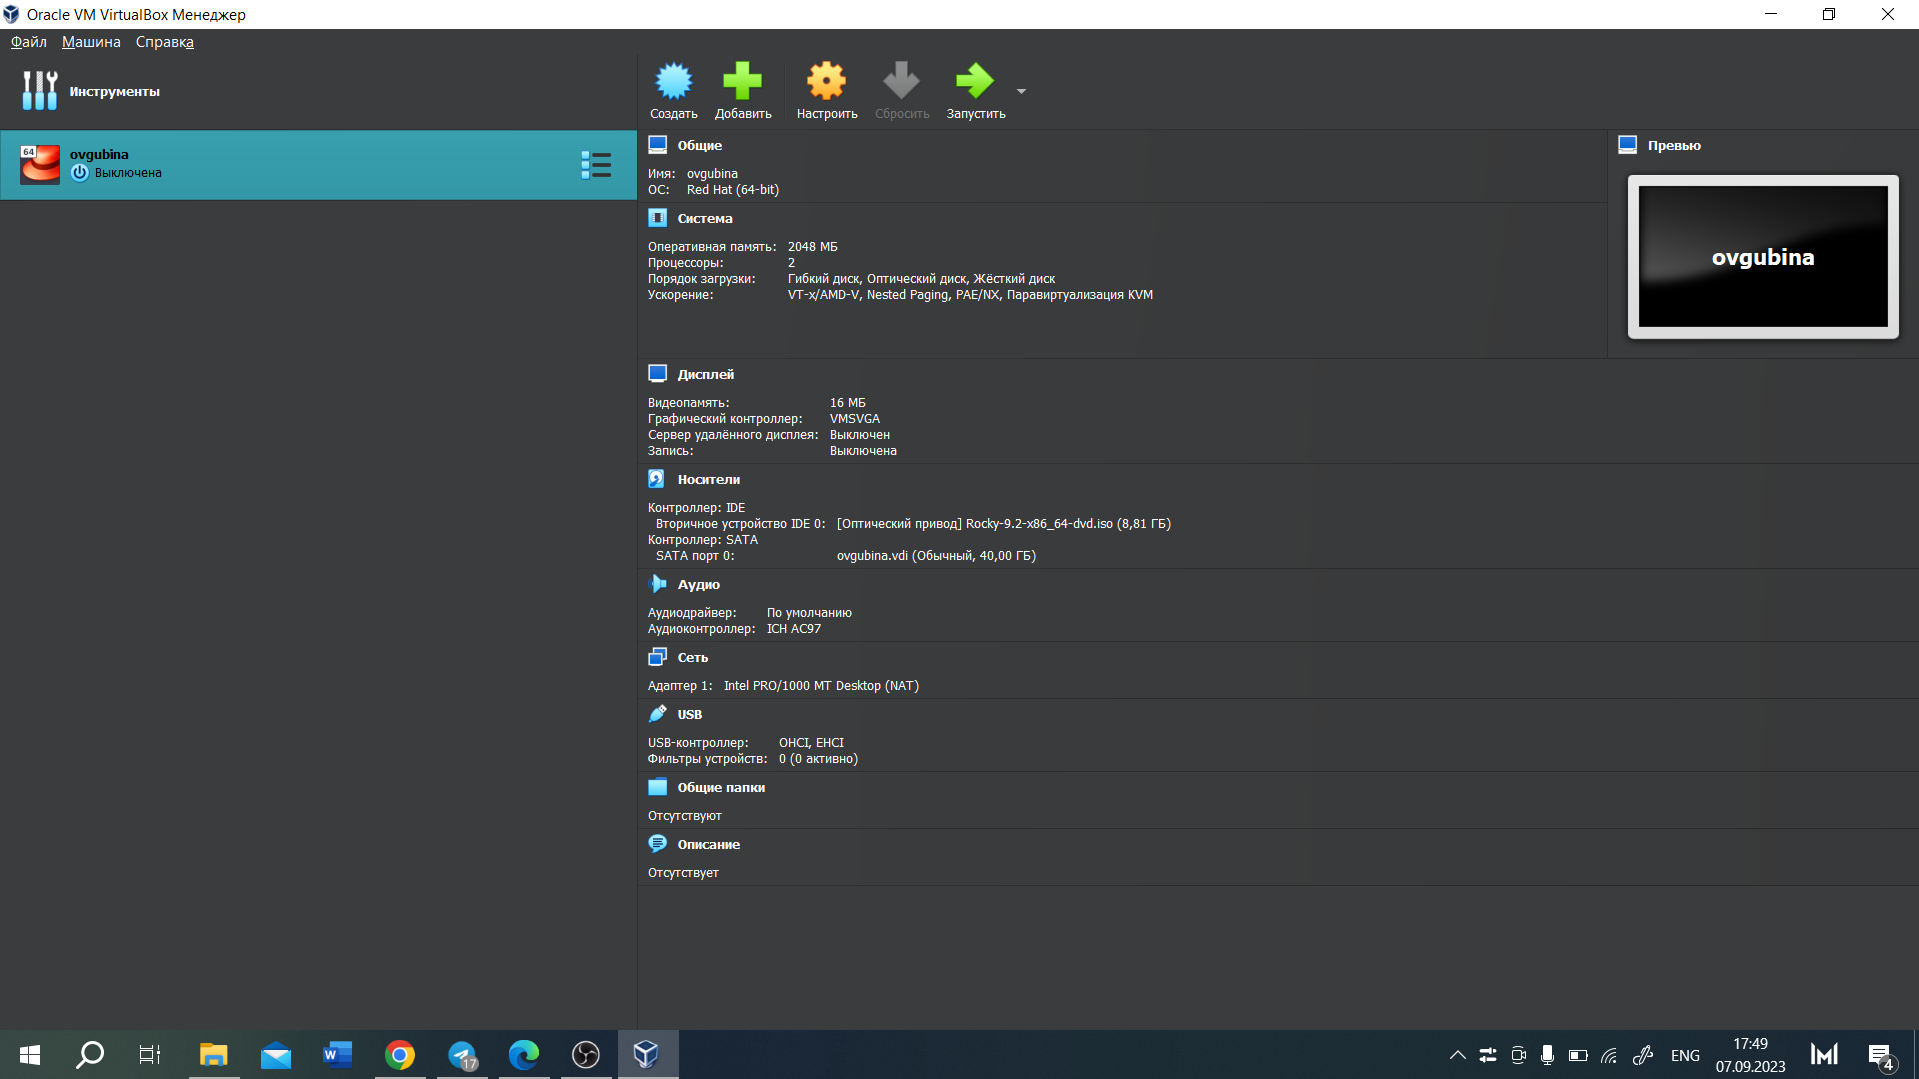 Oracle VM VirtualBox Менеджер
Файл Машина Справка
Инструменты
Создать Добавить Настроить Сбросить Запустить
64
ovgubina
Выключена
Общие
Имя: ovgubina
ОС: Red Hat (64-bit)
Превью
ovgubina
Система
Оперативная память: 2048 МБ
Процессоры: 2
Порядок загрузки: Гибкий диск, Оптический диск, Жёсткий диск
Ускорение: VT-x/AMD-V, Nested Paging, PAE/NX, Паравиртуализация KVM
Дисплей
Видеопамять: 16 МБ
Графический контроллер: VMSVGA
Сервер удалённого дисплея: Выключен
Запись: Выключена
Носители
Контроллер: IDE
Вторичное устройство IDE 0: [Оптический привод] Rocky-9.2-x86_64-dvd.iso (8,81 ГБ)
Контроллер: SATA
SATA порт 0: ovgubina.vdi (Обычный, 40,00 ГБ)
Аудио
Аудиодрайвер: По умолчанию
Аудиоконтроллер: ICH AC97
Сеть
Адаптер 1: Intel PRO/1000 MT Desktop (NAT)
USB
USB-контроллер: OHCI, EHCI
Фильтры устройств: 0 (0 активно)
Общие папки
Отсутствуют
Описание
Отсутствует
W
17
ENG
17:49
07.09.2023
4